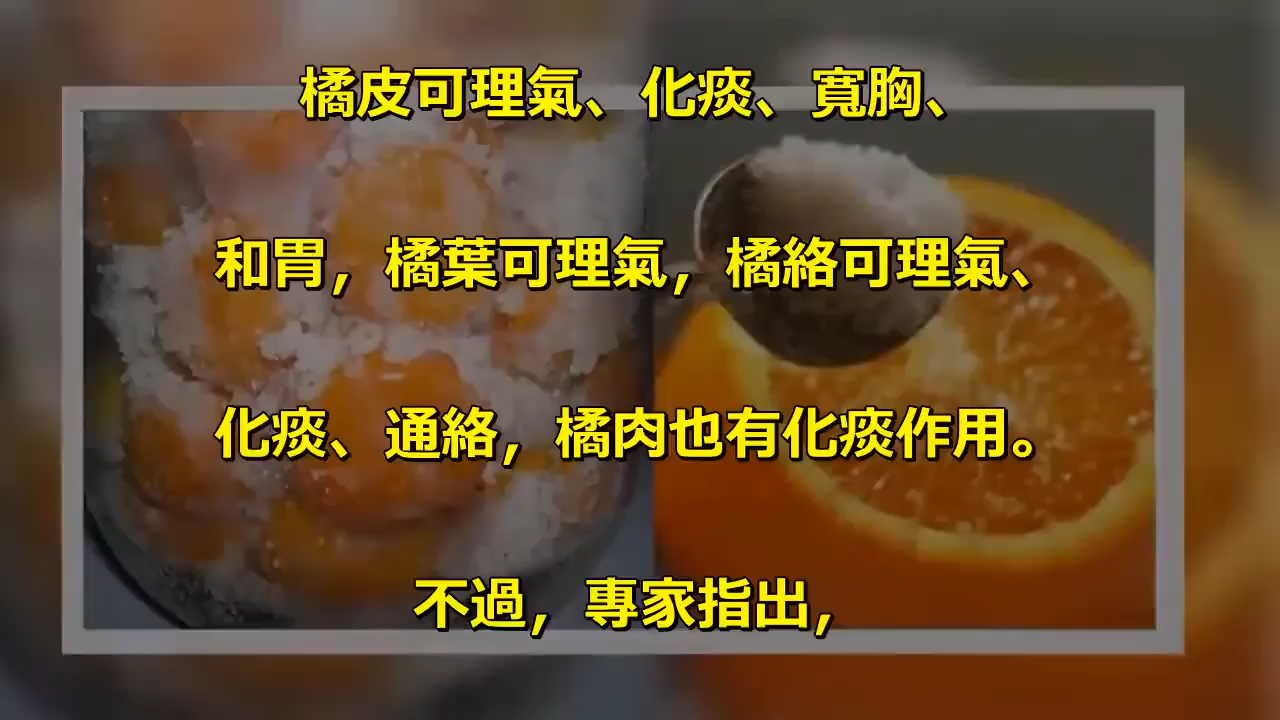 橘皮可理氣、化痰、寬胸、
和胃，橘葉可理氣，橘絡可理氣、
化痰、通絡，橘肉也有化痰作用。
不過，專家指出，